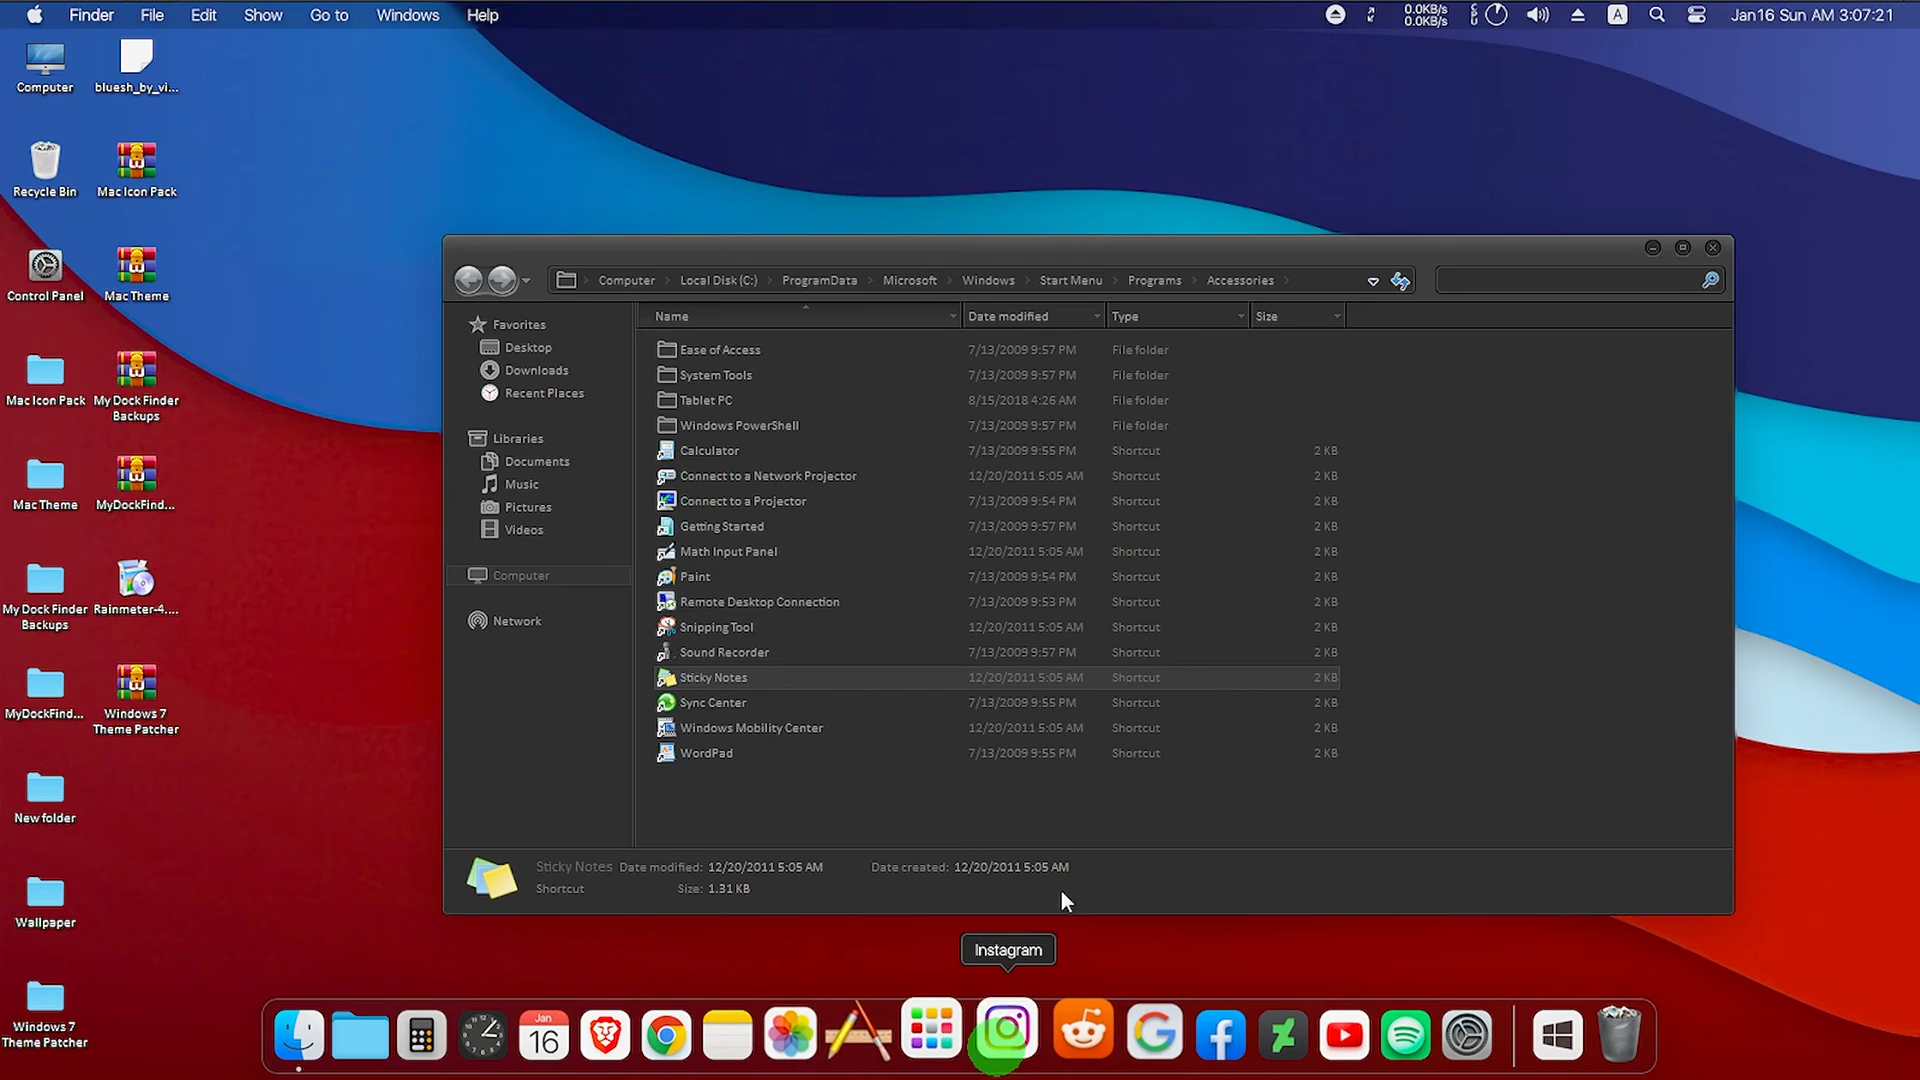 Finder File Edit Show Go to Windows Help
0.0KB/s
0.0KB/s
A
Jan16 Sun AM 3:07:21
Computer
bluesh_by_vi...
Recycle Bin
Mac Icon Pack
Control Panel
Mac Theme
Mac Icon Pack
My Dock Finder
Backups
Mac Theme
MyDockFind...
My Dock Finder
Backups
Rainmeter-4....
MyDockFind...
Windows 7
Theme Patcher
New folder
Wallpaper
Windows 7
Theme Patcher
Computer Local Disk (C:) ProgramData Microsoft Windows Start Menu Programs Accessories
Favorites
Desktop
Downloads
Recent Places
Libraries
Documents
Music
Pictures
Videos
Computer
Network
Name Date modified Type Size
Ease of Access 7/13/2009 9:57 PM File folder
System Tools 7/13/2009 9:57 PM File folder
Tablet PC 8/15/2018 4:26 AM File folder
Windows PowerShell 7/13/2009 9:57 PM File folder
Calculator 7/13/2009 9:55 PM Shortcut 2 KB
Connect to a Network Projector 12/20/2011 5:05 AM Shortcut 2 KB
Connect to a Projector 7/13/2009 9:54 PM Shortcut 2 KB
Getting Started 7/13/2009 9:57 PM Shortcut 2 KB
Math Input Panel 12/20/2011 5:05 AM Shortcut 2 KB
Paint 7/13/2009 9:54 PM Shortcut 2 KB
Remote Desktop Connection 7/13/2009 9:53 PM Shortcut 2 KB
Snipping Tool 12/20/2011 5:05 AM Shortcut 2 KB
Sound Recorder 7/13/2009 9:57 PM Shortcut 2 KB
Sticky Notes 12/20/2011 5:05 AM Shortcut 2 KB
Sync Center 7/13/2009 9:55 PM Shortcut 2 KB
Windows Mobility Center 12/20/2011 5:05 AM Shortcut 2 KB
WordPad 7/13/2009 9:55 PM Shortcut 2 KB
Sticky Notes Date modified: 12/20/2011 5:05 AM Date created: 12/20/2011 5:05 AM
Shortcut Size: 1.31 KB
Instagram
Jan
16